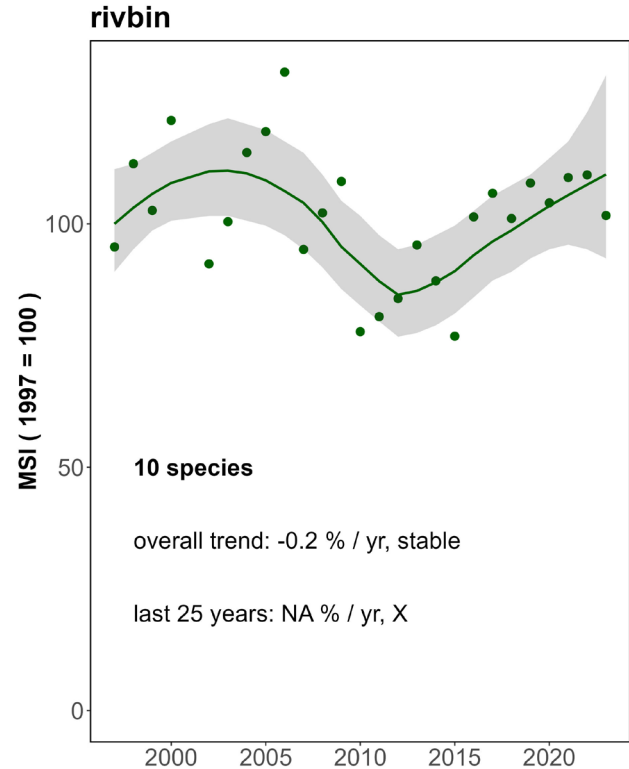 rivbin
MSI ( 1997 = 100 )
100
50
0
10 species
overall trend: -0.2 % / yr, stable
last 25 years: NA % / yr, X
2000 2005 2010 2015 2020